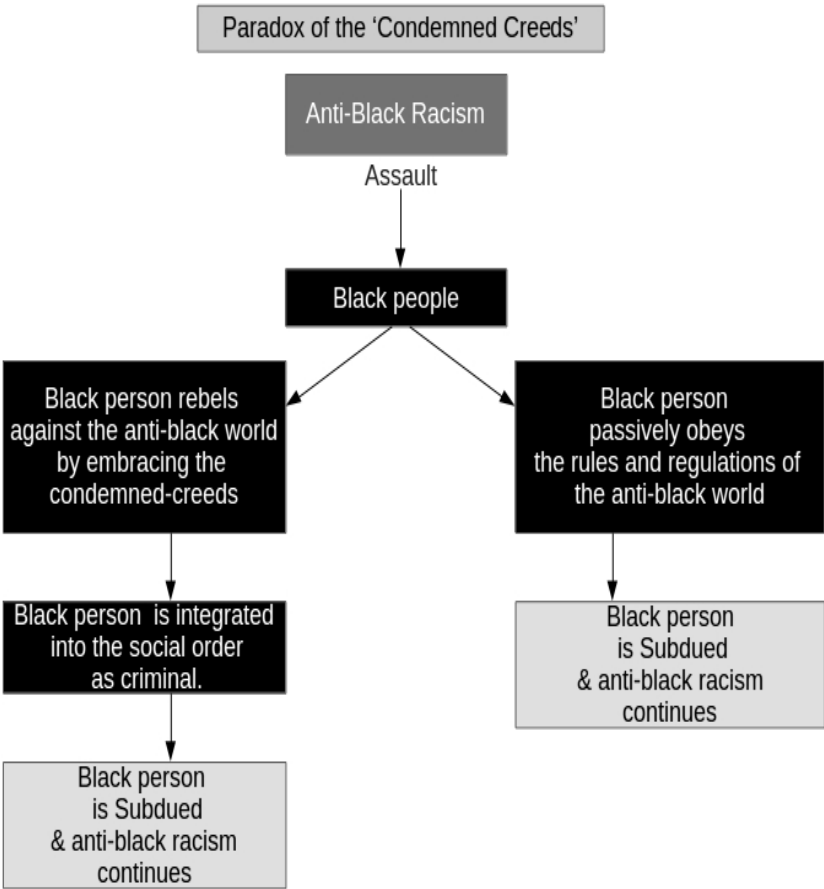 Paradox of the ‘Condemned Creeds’
Anti-Black Racism
Assault
Black people
Black person rebels
against the anti-black world
by embracing the
condemned-creeds
Black person
passively obeys
the rules and regulations of
the anti-black world
Black person is integrated
into the social order
as criminal.
Black person
is Subdued
& anti-black racism
continues
Black person
is Subdued
& anti-black racism
continues